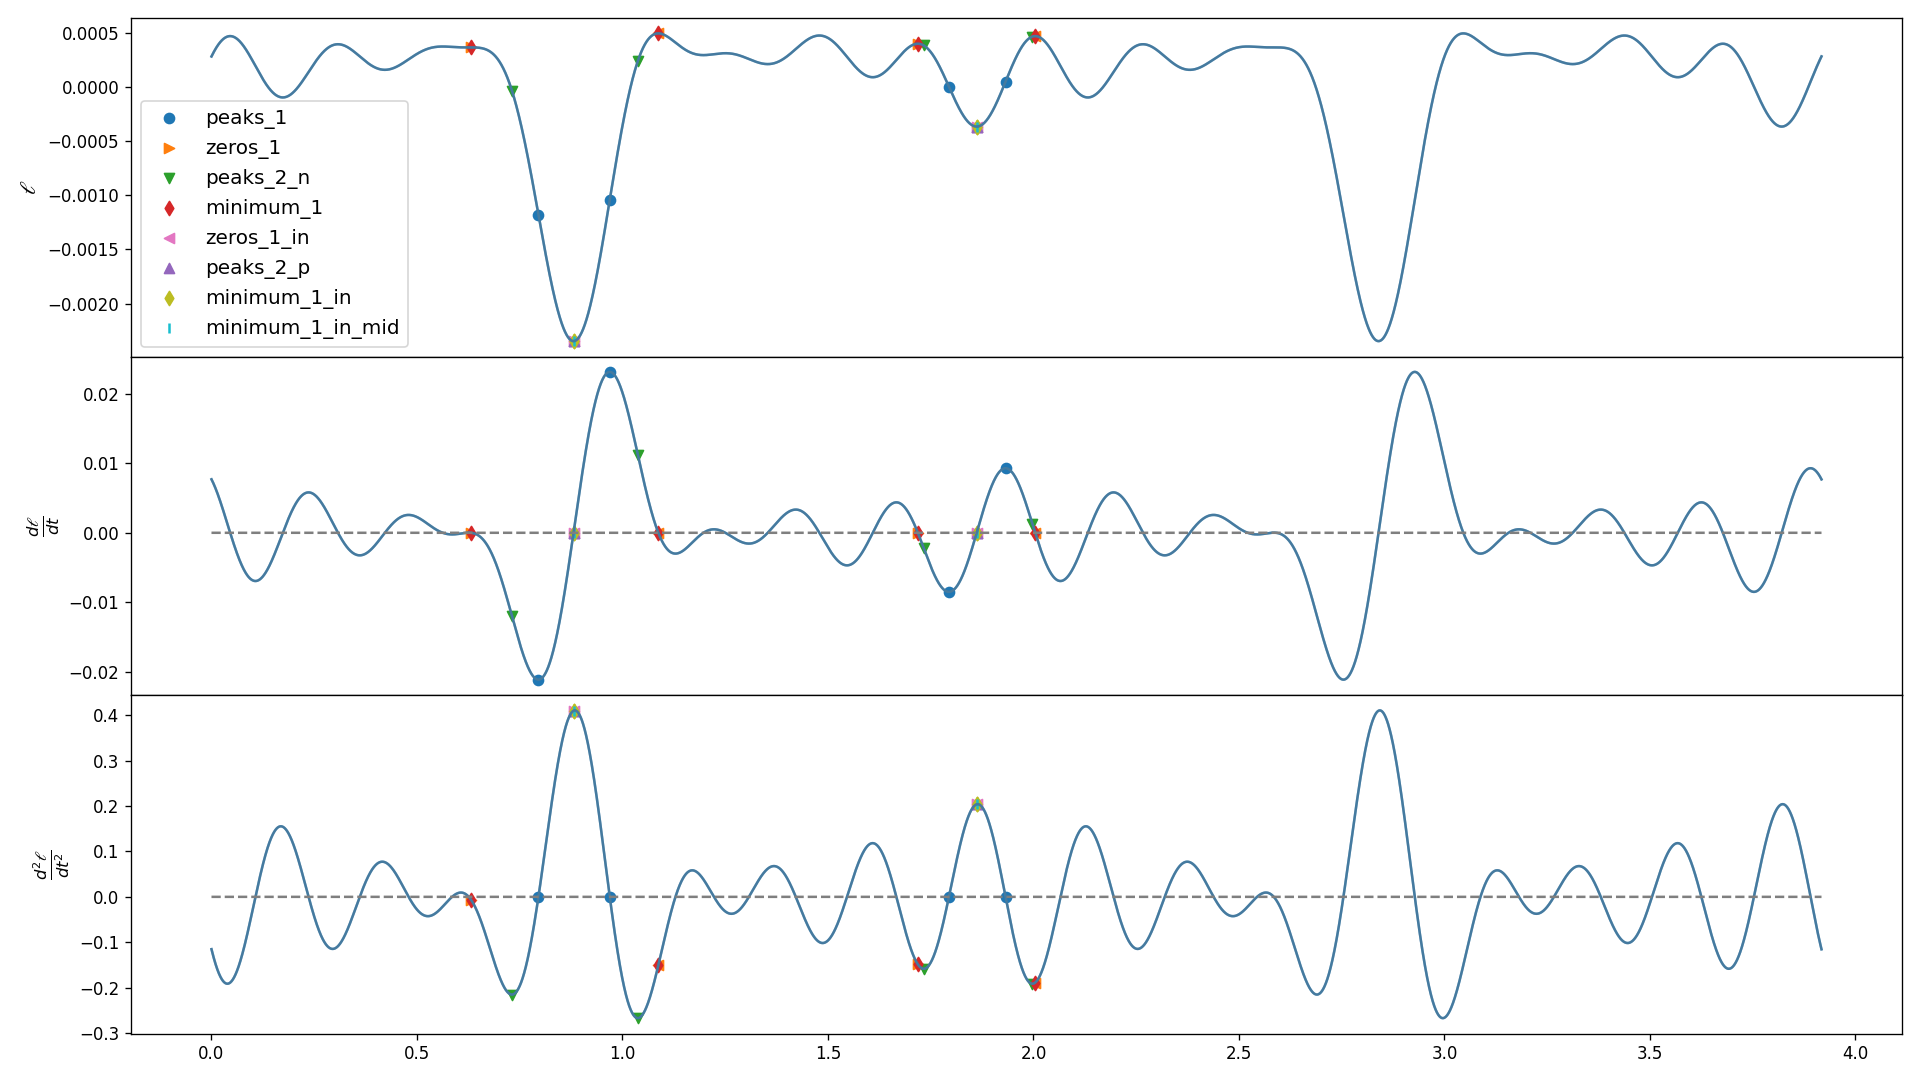 0.0005
0.0000
−0.0005
−0.0010
−0.0015
−0.0020
ℓ
peaks_1
zeros_1
peaks_2_n
minimum_1
zeros_1_in
peaks_2_p
minimum_1_in
minimum_1_in_mid
0.02
0.01
0.00
−0.01
−0.02
dℓ
dt
0.4
0.3
0.2
0.1
0.0
−0.1
−0.2
−0.3
d²ℓ
dt²
0.0 0.5 1.0 1.5 2.0 2.5 3.0 3.5 4.0